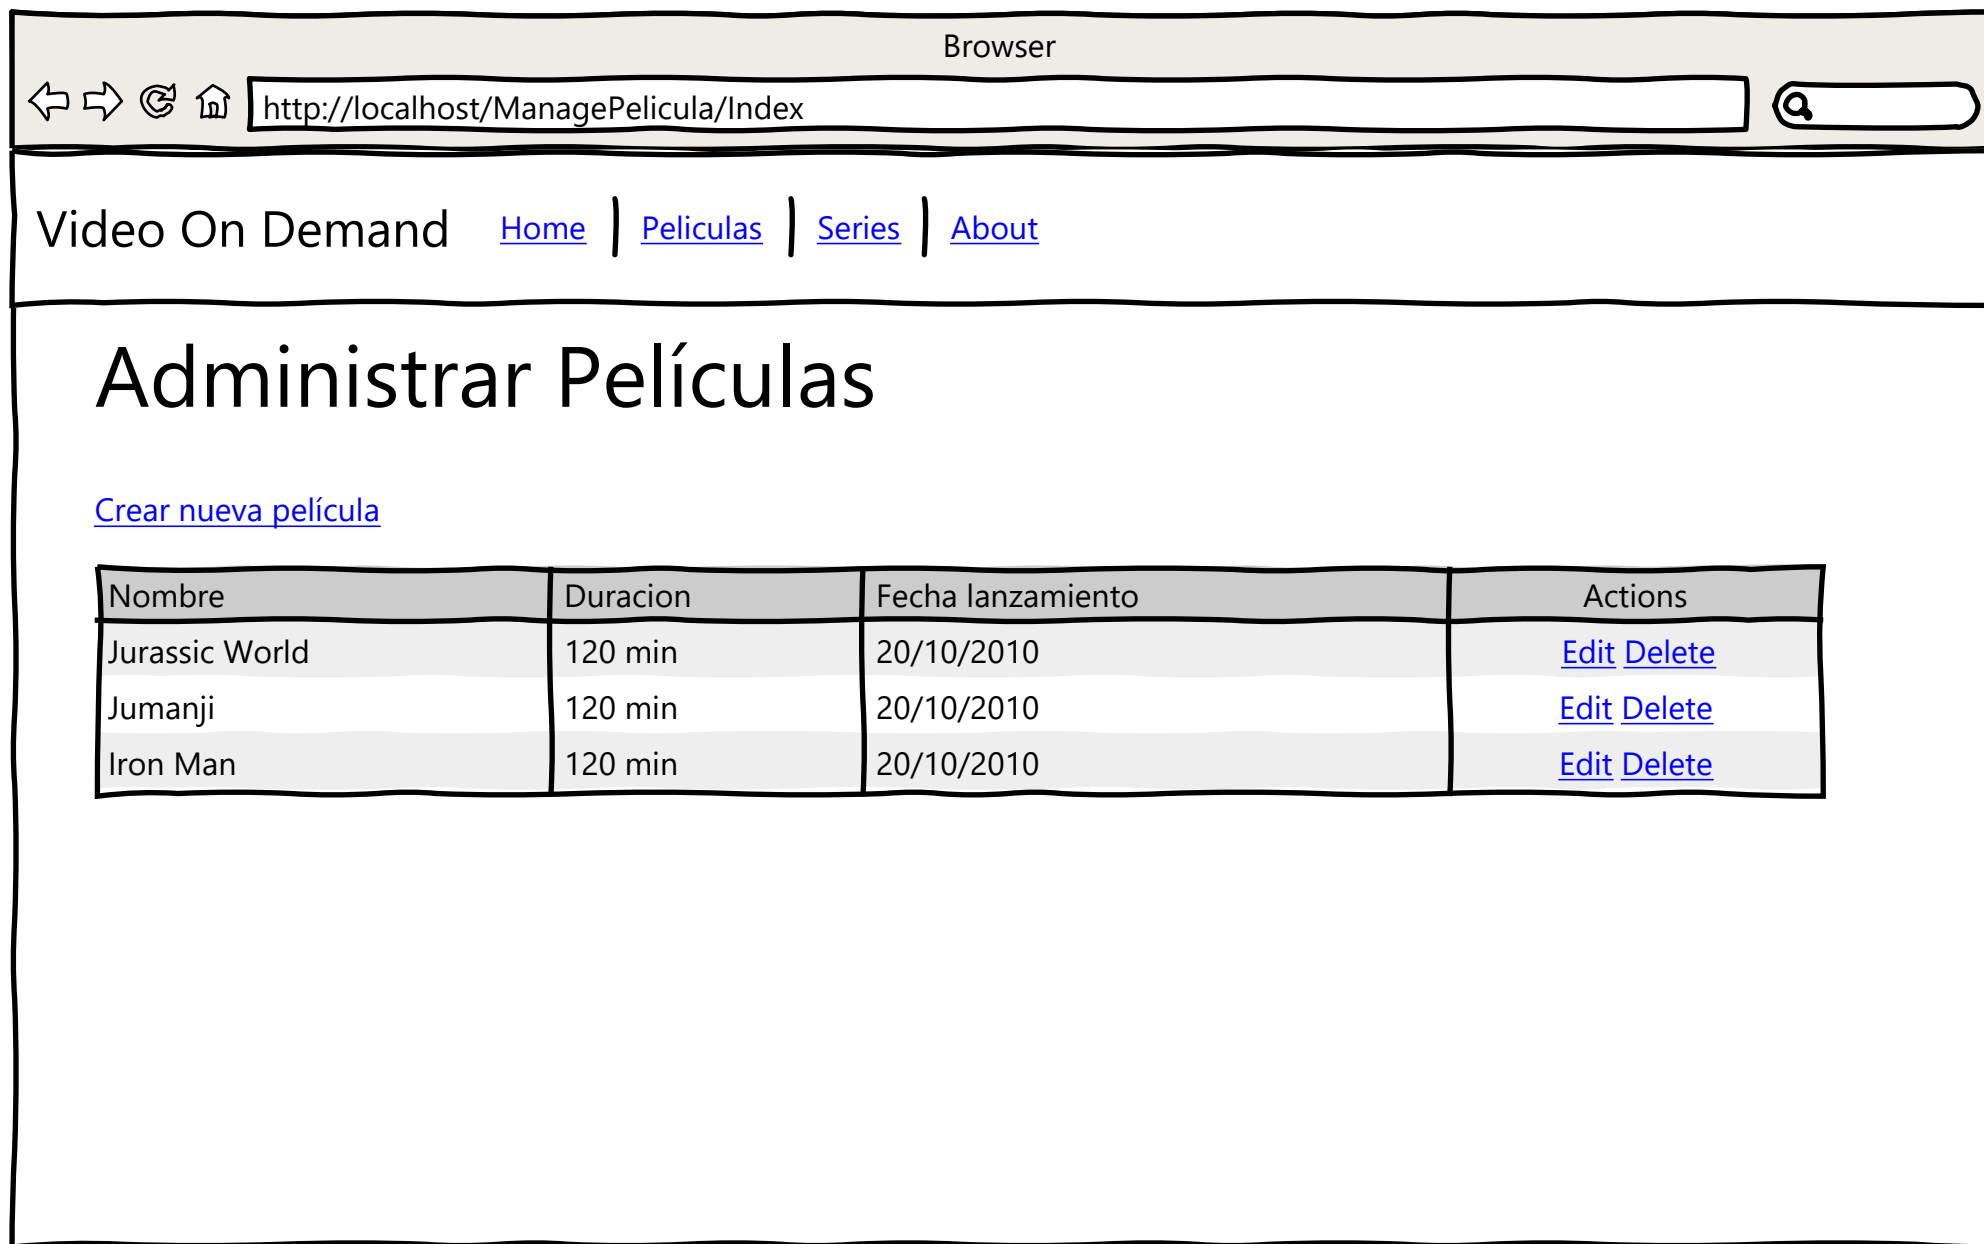 Browser
http://localhost/ManagePelicula/Index
Video On Demand Home Peliculas Series About
Administrar Películas
Crear nueva película
Nombre Duracion Fecha lanzamiento Actions
Jurassic World 120 min 20/10/2010 Edit Delete
Jumanji 120 min 20/10/2010 Edit Delete
Iron Man 120 min 20/10/2010 Edit Delete